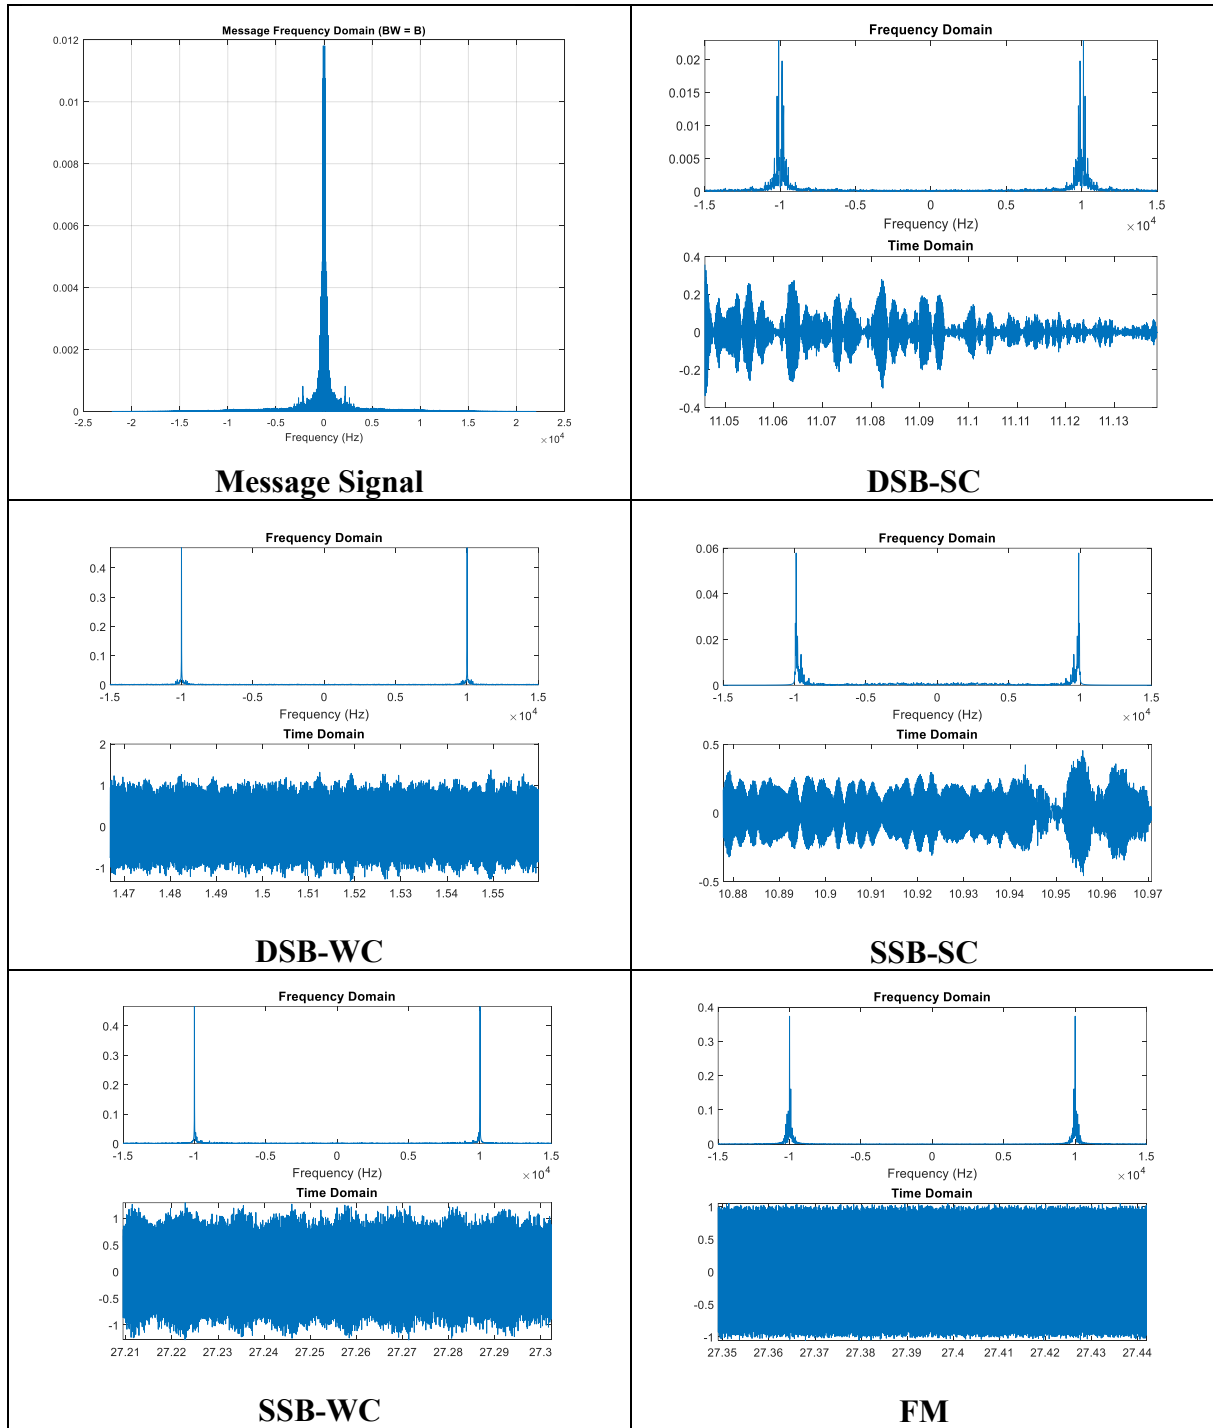 Message Frequency Domain (BW = B)
0.012
0.01
0.008
0.006
0.004
0.002
0
-2.5 -2 -1.5 -1 -0.5 0 0.5 1 1.5 2 2.5
Frequency (Hz) ×10⁴
Message Signal
Frequency Domain
0.02
0.015
0.01
0.005
0
-1.5 -1 -0.5 0 0.5 1 1.5
Frequency (Hz) ×10⁴
Time Domain
0.4
0.2
0
-0.2
-0.4
11.05 11.06 11.07 11.08 11.09 11.1 11.11 11.12 11.13
DSB-SC
Frequency Domain
0.4
0.3
0.2
0.1
0
-1.5 -1 -0.5 0 0.5 1 1.5
Frequency (Hz) ×10⁴
Time Domain
2
1
0
-1
1.47 1.48 1.49 1.5 1.51 1.52 1.53 1.54 1.55
DSB-WC
Frequency Domain
0.06
0.04
0.02
0
-1.5 -1 -0.5 0 0.5 1 1.5
Frequency (Hz) ×10⁴
Time Domain
0.5
0
-0.5
10.88 10.89 10.9 10.91 10.92 10.93 10.94 10.95 10.96 10.97
SSB-SC
Frequency Domain
0.4
0.3
0.2
0.1
0
-1.5 -1 -0.5 0 0.5 1 1.5
Frequency (Hz) ×10⁴
Time Domain
1
0.5
0
-0.5
-1
27.21 27.22 27.23 27.24 27.25 27.26 27.27 27.28 27.29 27.3
SSB-WC
Frequency Domain
0.4
0.3
0.2
0.1
0
-1.5 -1 -0.5 0 0.5 1 1.5
Frequency (Hz) ×10⁴
Time Domain
1
0.5
0
-0.5
-1
27.35 27.36 27.37 27.38 27.39 27.4 27.41 27.42 27.43 27.44
FM